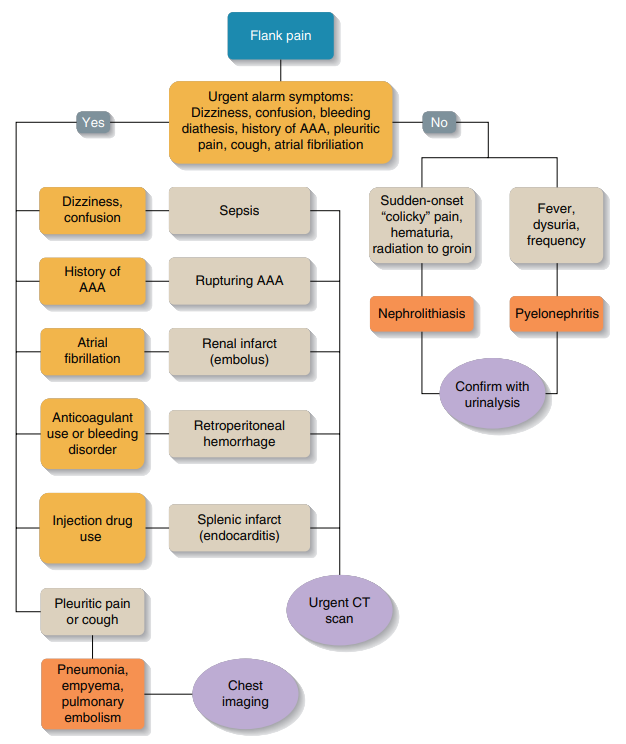 Flank pain
Urgent alarm symptoms:
Dizziness, confusion, bleeding
diathesis, history of AAA, pleuritic
pain, cough, atrial fibriliation
Yes
No
Dizziness,
confusion
Sepsis
History of
AAA
Rupturing AAA
Atrial
fibrillation
Renal infarct
(embolus)
Anticoagulant
use or bleeding
disorder
Retroperitoneal
hemorrhage
Injection drug
use
Splenic infarct
(endocarditis)
Urgent CT
scan
Pleuritic pain
or cough
Pneumonia,
empyema,
pulmonary
embolism
Chest
imaging
Sudden-onset
“colicky” pain,
hematuria,
radiation to groin
Fever,
dysuria,
frequency
Nephrolithiasis
Pyelonephritis
Confirm with
urinalysis